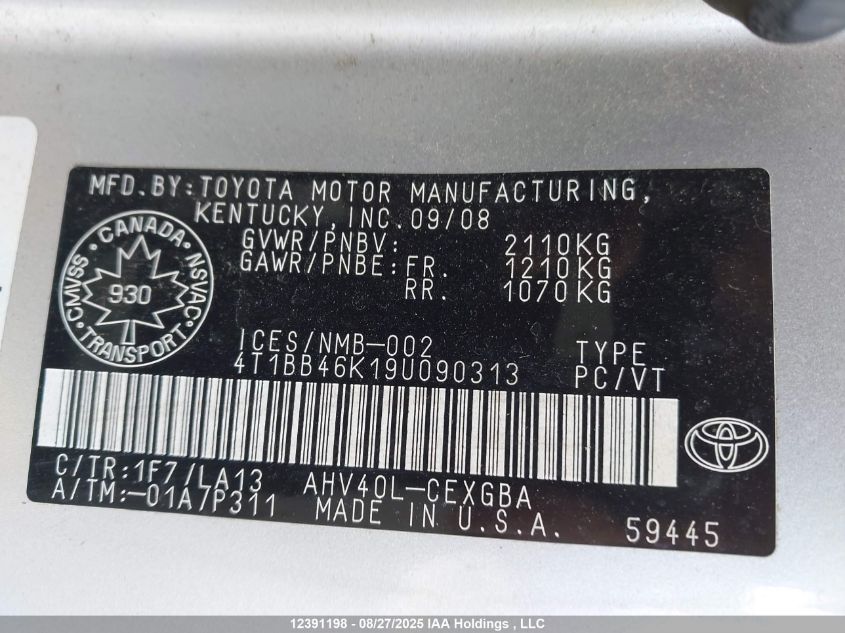 MFD.BY:TOYOTA MOTOR MANUFACTURING,
KENTUCKY,INC.09/08
GVWR/PNBV: 2110KG
GAWR/PNBE:FR. 1210KG
RR. 1070KG
CANADA
CMVSS NSVAC
930
TRANSPORT
ICES/NMB-002
TYPE
4T1BB46K19U090313
PC/VT
C/TR:1F7/LA13
AHV40L-CEXGBA
A/TM:-01A7P311
MADE IN U.S.A.
59445
12391198 - 08/27/2025 IAA Holdings , LLC